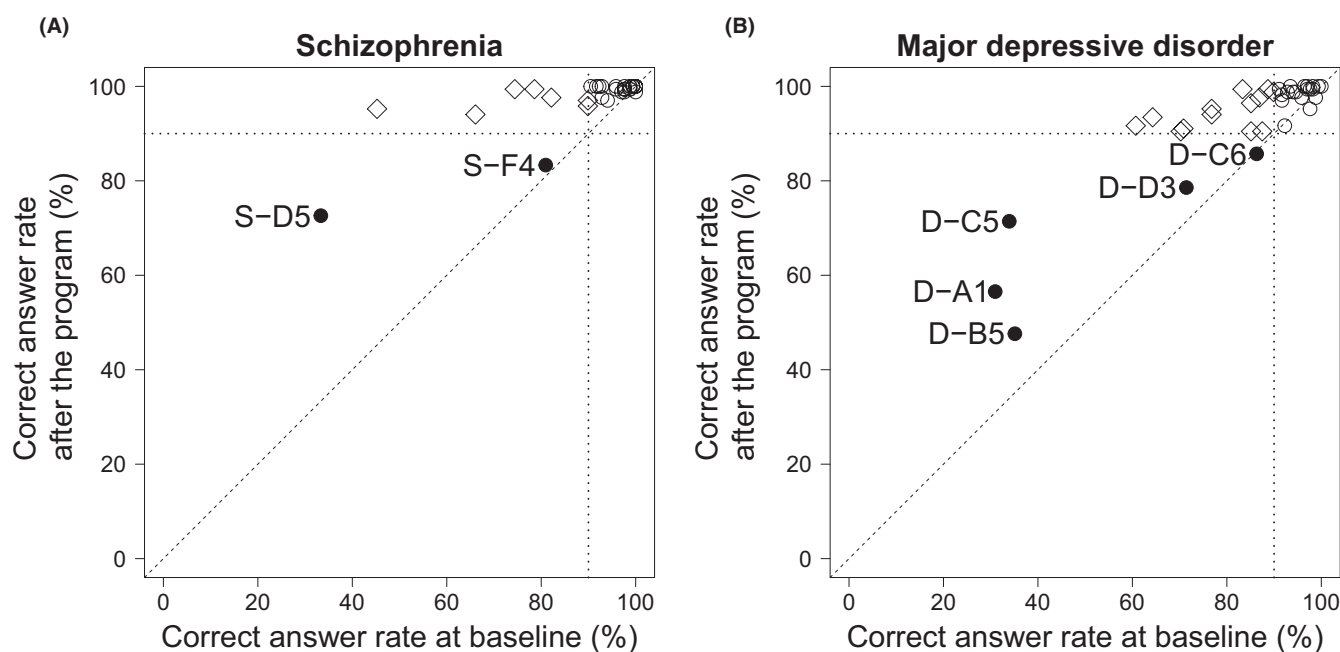 (A)
Schizophrenia
100
80
60
40
20
0
S−F4
S−D5
0 20 40 60 80 100
Correct answer rate at baseline (%)
Correct answer rate
after the program (%)
(B)
Major depressive disorder
100
80
60
40
20
0
D−C6
D−D3
D−C5
D−A1
D−B5
0 20 40 60 80 100
Correct answer rate at baseline (%)
Correct answer rate
after the program (%)